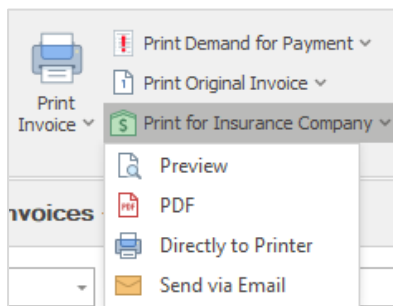 Print Demand for Payment
Print Original Invoice
Print
Invoice
Print for Insurance Company
Preview
PDF
Directly to Printer
Send via Email
nvoices